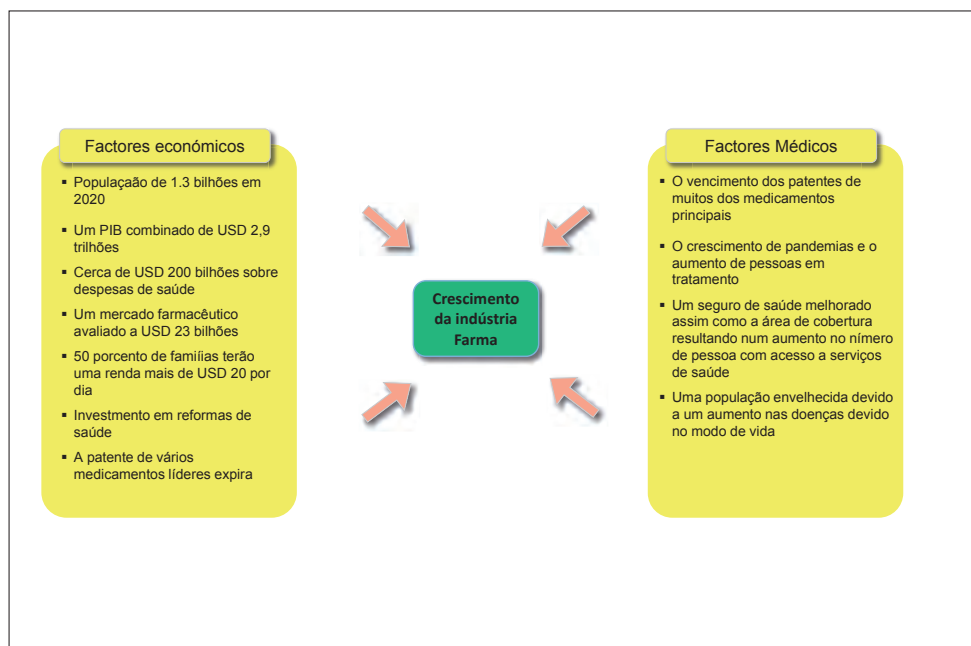 Factores económicos
▪ Populaçaão de 1.3 bilhões em
2020
▪ Um PIB combinado de USD 2,9
trilhões
▪ Cerca de USD 200 bilhões sobre
despesas de saúde
▪ Um mercado farmacêutico
avaliado a USD 23 bilhões
▪ 50 porcento de famiíias terão
uma renda mais de USD 20 por
dia
▪ Investimento em reformas de
saúde
▪ A patente de vários
medicamentos líderes expira
Crescimento
da indústria
Farma
Factores Médicos
▪ O vencimento dos patentes de
muitos dos medicamentos
principais
▪ O crescimento de pandemias e o
aumento de pessoas em
tratamento
▪ Um seguro de saúde melhorado
assim como a área de cobertura
resultando num aumento no nímero
de pessoa com acesso a serviços
de saúde
▪ Uma população envelhecida devido
a um aumento nas doenças devido
no modo de vida